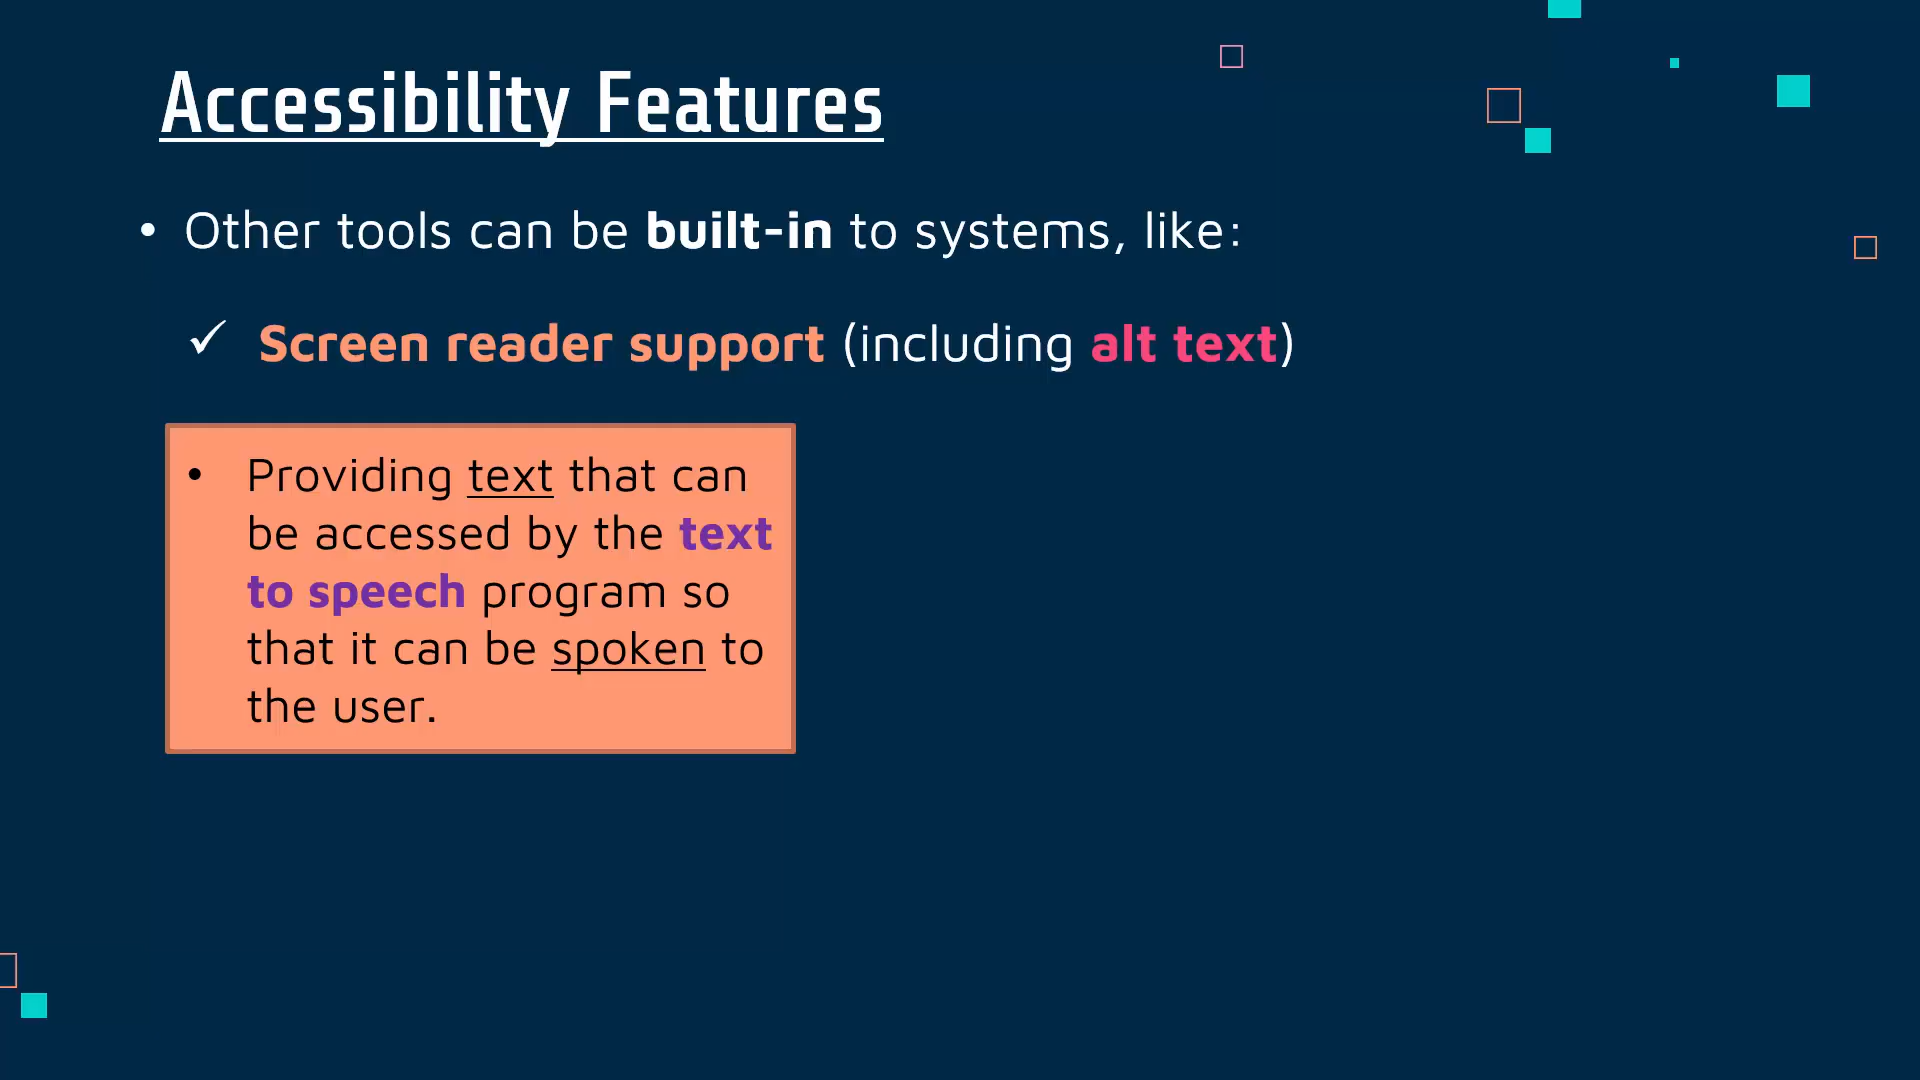 Accessibility Features
• Other tools can be built-in to systems, like:
✓ Screen reader support (including alt text)
• Providing text that can
be accessed by the text
to speech program so
that it can be spoken to
the user.